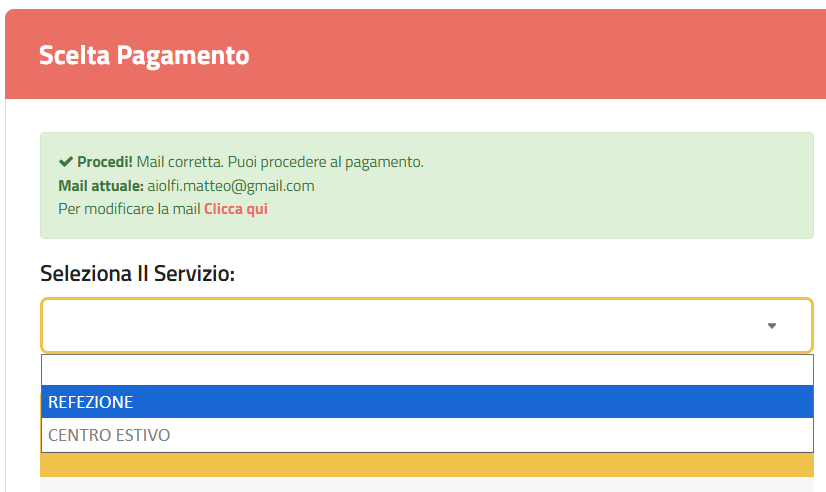 Scelta Pagamento
Procedi! Mail corretta. Puoi procedere al pagamento.
Mail attuale: aiolfi.matteo@gmail.com
Per modificare la mail Clicca qui
Seleziona Il Servizio:
REFEZIONE
CENTRO ESTIVO